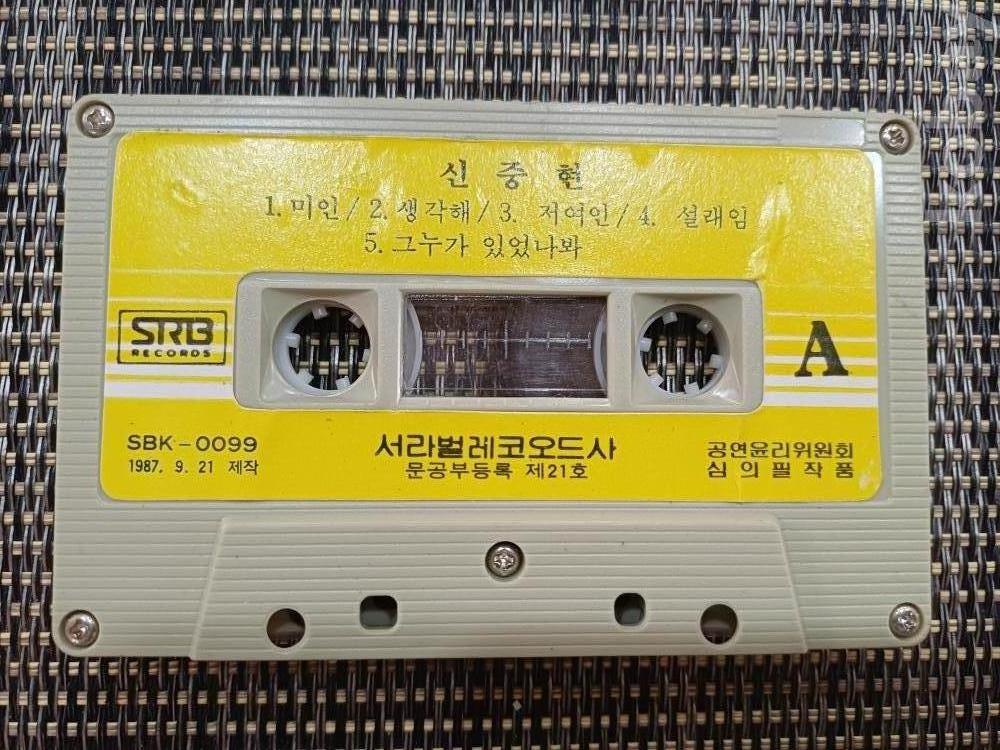 신중현
1. 미인 / 2. 생각해 / 3. 저여인 / 4. 설래임
5. 그누가 있었나봐
SRB
RECORDS
A
SBK-0099
1987. 9. 21 제작
서라벌레코오드사
문공부등록 제21호
공연윤리위원회
심의필작품